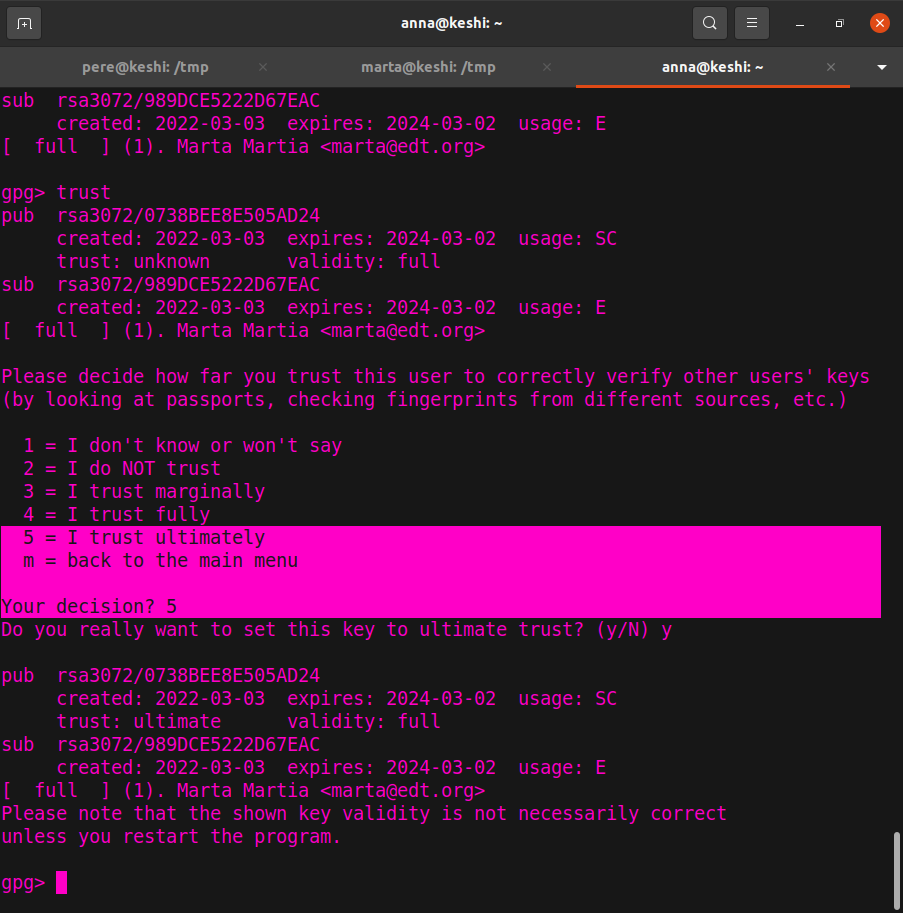 anna@keshi: ~
pere@keshi: /tmp
marta@keshi: /tmp
anna@keshi: ~
sub  rsa3072/989DCE5222D67EAC
     created: 2022-03-03  expires: 2024-03-02  usage: E
[  full  ] (1). Marta Martia <marta@edt.org>

gpg> trust
pub  rsa3072/0738BEE8E505AD24
     created: 2022-03-03  expires: 2024-03-02  usage: SC
     trust: unknown       validity: full
sub  rsa3072/989DCE5222D67EAC
     created: 2022-03-03  expires: 2024-03-02  usage: E
[  full  ] (1). Marta Martia <marta@edt.org>

Please decide how far you trust this user to correctly verify other users' keys
(by looking at passports, checking fingerprints from different sources, etc.)

  1 = I don't know or won't say
  2 = I do NOT trust
  3 = I trust marginally
  4 = I trust fully
  5 = I trust ultimately
  m = back to the main menu

Your decision? 5
Do you really want to set this key to ultimate trust? (y/N) y

pub  rsa3072/0738BEE8E505AD24
     created: 2022-03-03  expires: 2024-03-02  usage: SC
     trust: ultimate      validity: full
sub  rsa3072/989DCE5222D67EAC
     created: 2022-03-03  expires: 2024-03-02  usage: E
[  full  ] (1). Marta Martia <marta@edt.org>
Please note that the shown key validity is not necessarily correct
unless you restart the program.

gpg>